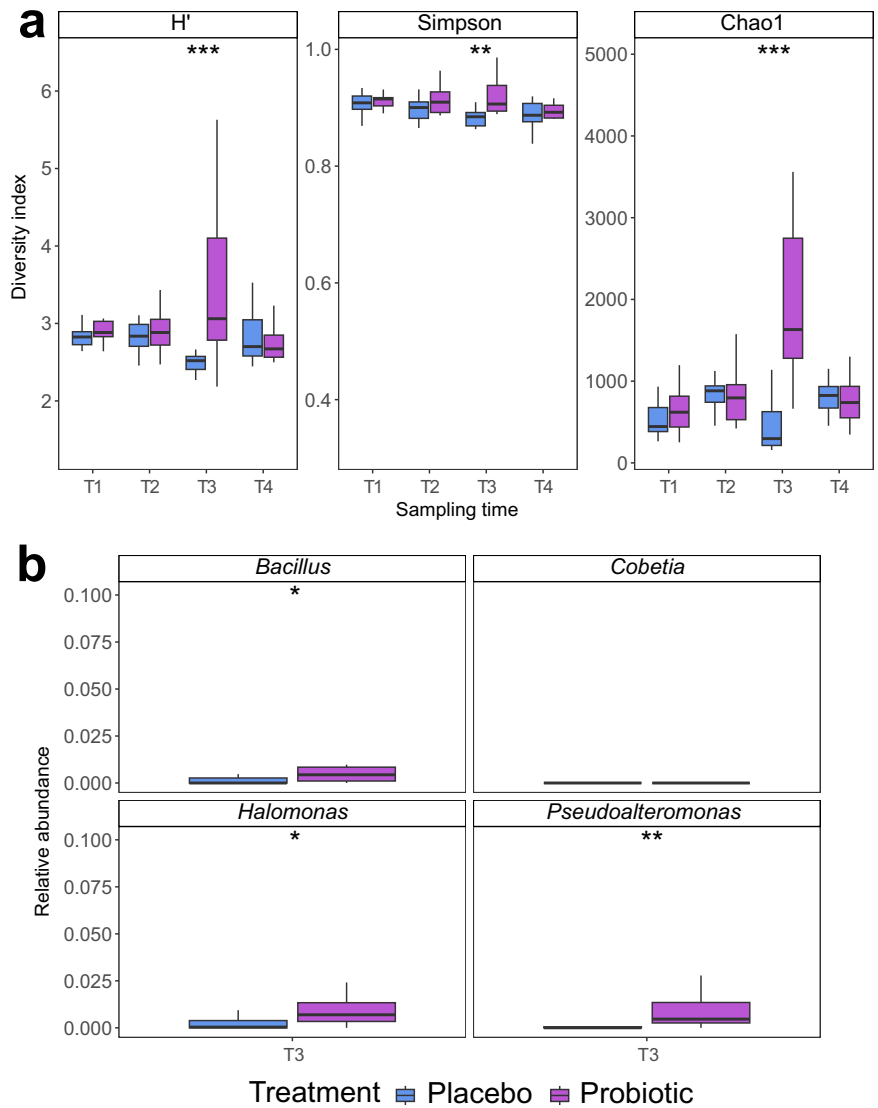 a
H'
Simpson
Chao1
***
**
***
Diversity index
6
5
4
3
2
1.0
0.8
0.6
0.4
5000
4000
3000
2000
1000
0
T1 T2 T3 T4
T1 T2 T3 T4
T1 T2 T3 T4
Sampling time
b
Bacillus
Cobetia
*
Relative abundance
0.100
0.075
0.050
0.025
0.000
Halomonas
Pseudoalteromonas
*
**
0.100
0.075
0.050
0.025
0.000
T3
T3
Treatment Placebo Probiotic